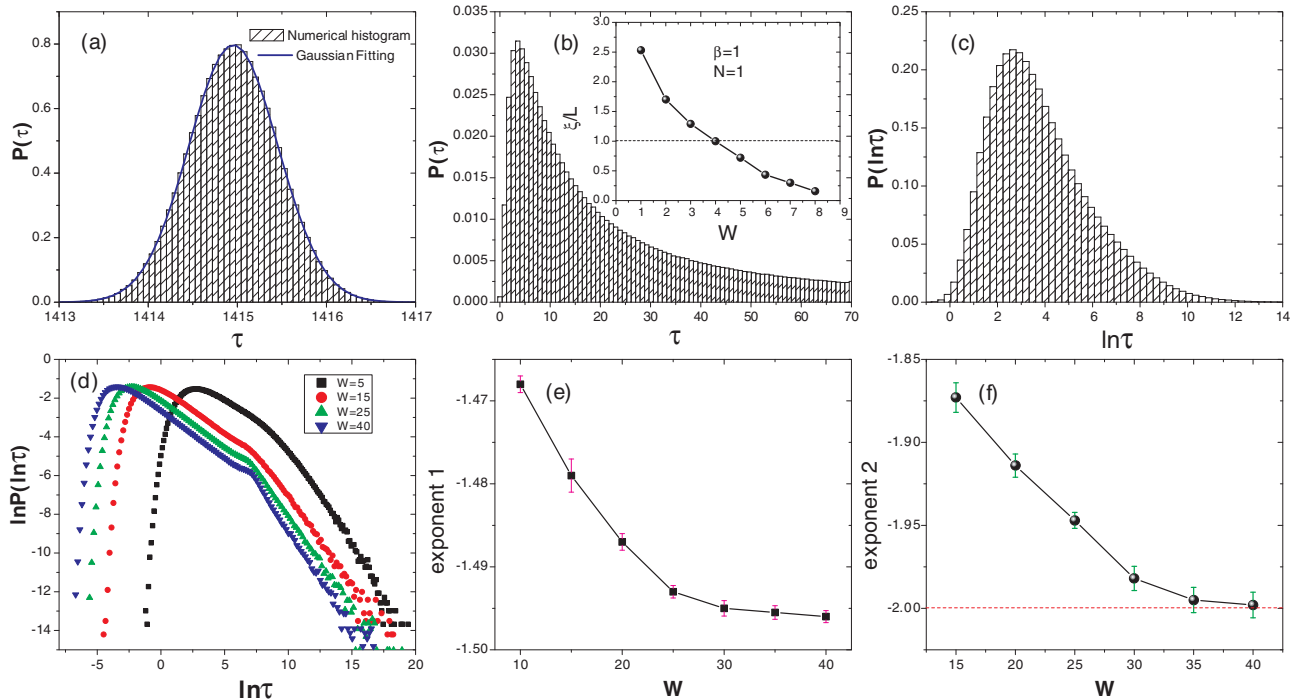 (a)
Numerical histogram
Gaussian Fitting
P(τ)
0.8
0.6
0.4
0.2
0.0
1413 1414 1415 1416 1417
τ
(b)
P(τ)
0.035
0.030
0.025
0.020
0.015
0.010
0.005
0.000
0 10 20 30 40 50 60 70
τ
β=1
N=1
ξ/L
3.0
2.5
2.0
1.5
1.0
0.5
0.0
0 1 2 3 4 5 6 7 8 9
W
(c)
P(lnτ)
0.25
0.20
0.15
0.10
0.05
0.00
0 2 4 6 8 10 12 14
lnτ
(d)
W=5
W=15
W=25
W=40
lnP(lnτ)
0
-2
-4
-6
-8
-10
-12
-14
-5 0 5 10 15 20
lnτ
(e)
exponent 1
-1.47
-1.48
-1.49
-1.50
10 20 30 40
W
(f)
exponent 2
-1.85
-1.90
-1.95
-2.00
15 20 25 30 35 40
W